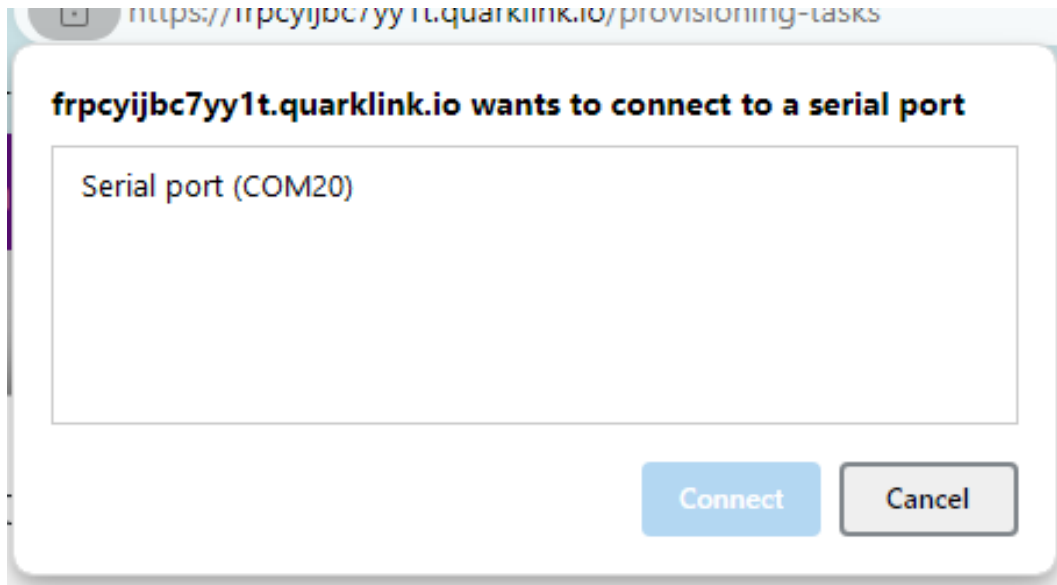 https://frpcyijbc7yy1t.quarklink.io/provisioning-tasks
frpcyijbc7yy1t.quarklink.io wants to connect to a serial port
Serial port (COM20)
Connect
Cancel